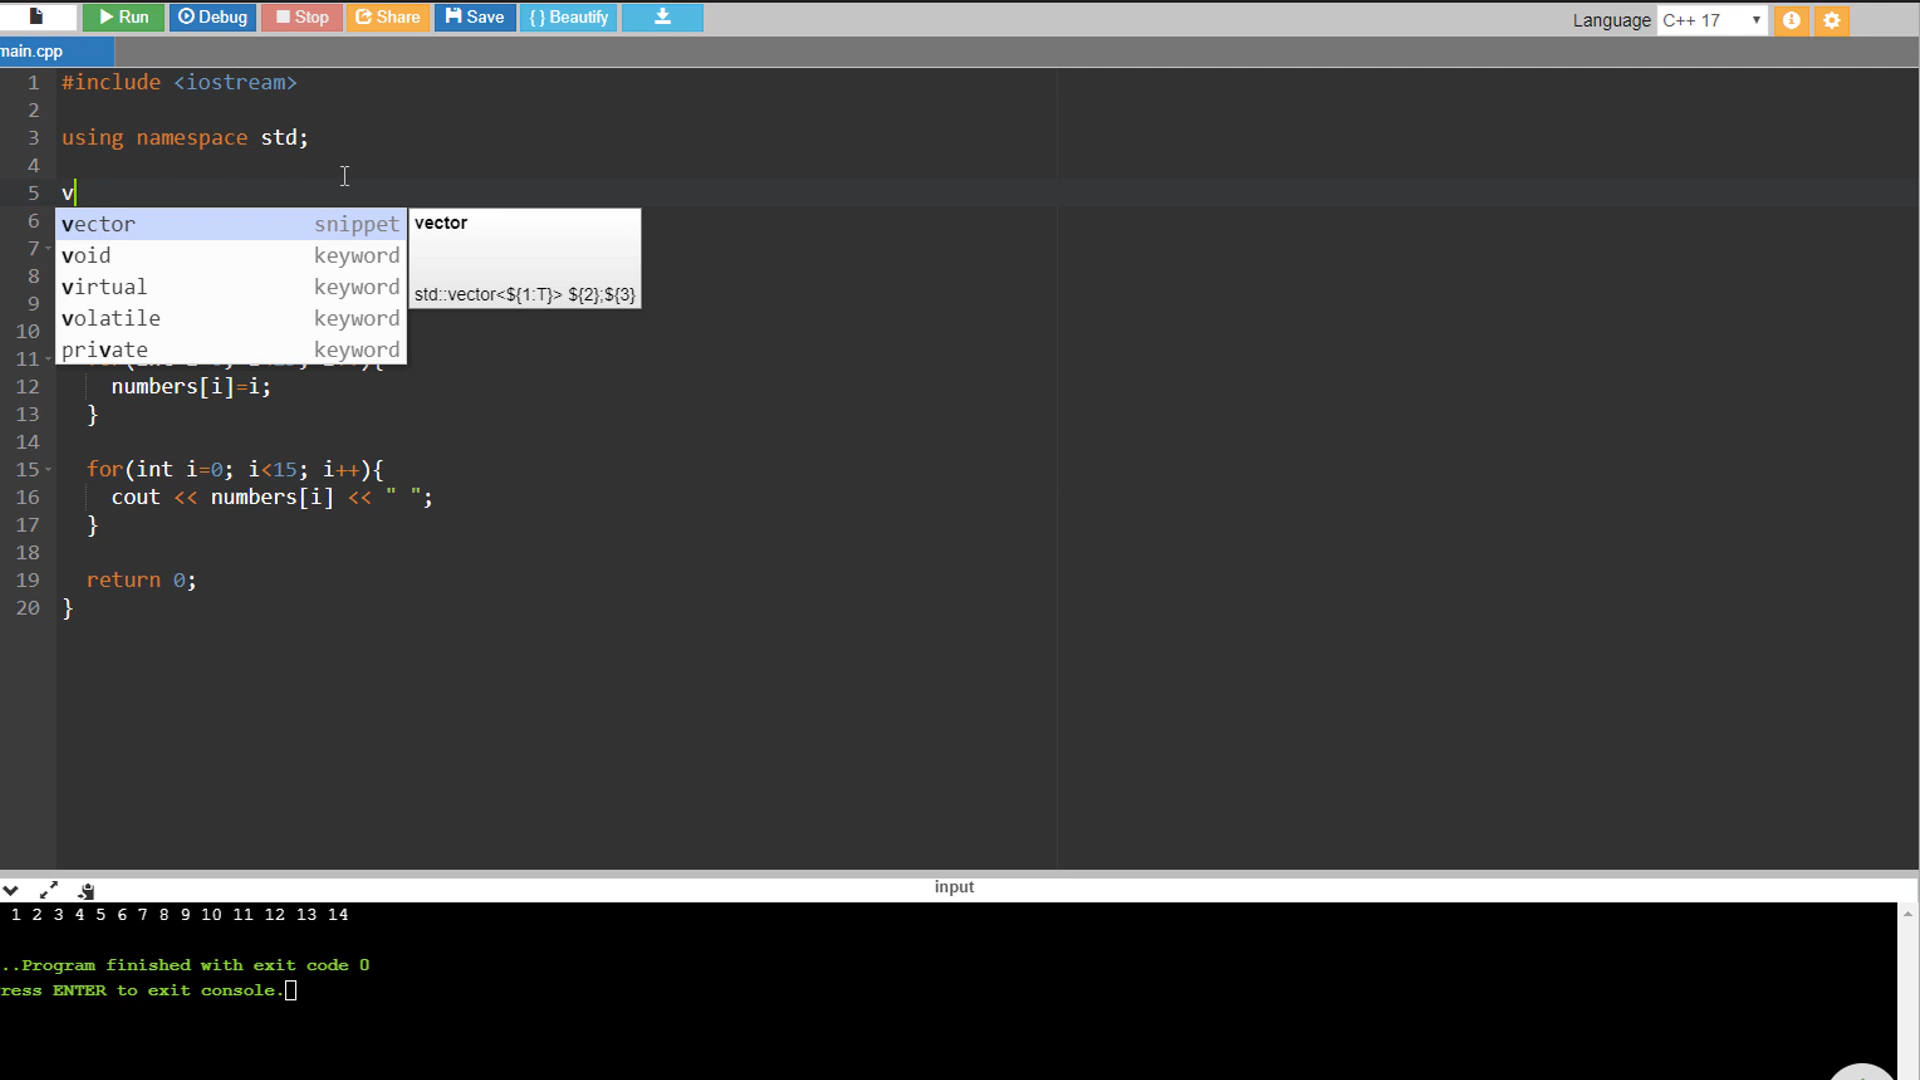 Run Debug Stop Share Save { } Beautify Language C++ 17
main.cpp
1 #include <iostream>
2
3 using namespace std;
4
5 v
6 vector snippet vector
7 void keyword
8 virtual keyword std::vector<${1:T}> ${2};${3}
9 volatile keyword
10 private keyword
11
12 numbers[i]=i;
13 }
14
15 for(int i=0; i<15; i++){
16 cout << numbers[i] << " ";
17 }
18
19 return 0;
20 }
input
1 2 3 4 5 6 7 8 9 10 11 12 13 14
..Program finished with exit code 0
ress ENTER to exit console.